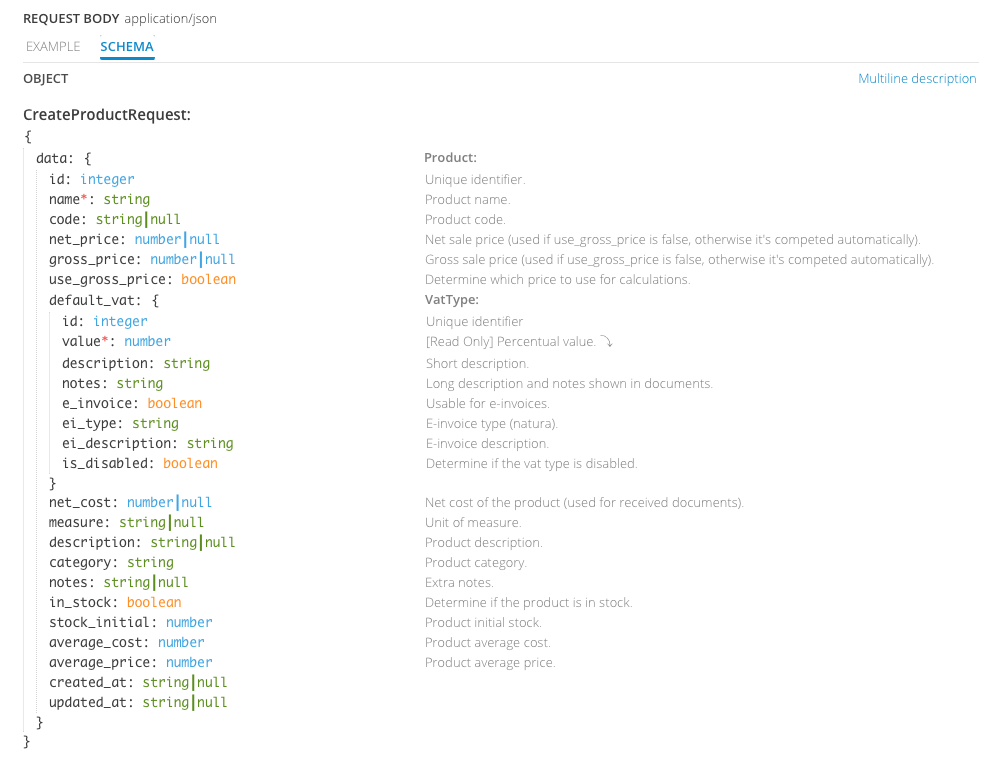 REQUEST BODY application/json
EXAMPLE SCHEMA
OBJECT Multiline description
CreateProductRequest:
{
data: { Product:
id: integer Unique identifier.
name*: string Product name.
code: string|null Product code.
net_price: number|null Net sale price (used if use_gross_price is false, otherwise it's competed automatically).
gross_price: number|null Gross sale price (used if use_gross_price is false, otherwise it's competed automatically).
use_gross_price: boolean Determine which price to use for calculations.
default_vat: { VatType:
id: integer Unique identifier
value*: number [Read Only] Percentual value. ⤵
description: string Short description.
notes: string Long description and notes shown in documents.
e_invoice: boolean Usable for e-invoices.
ei_type: string E-invoice type (natura).
ei_description: string E-invoice description.
is_disabled: boolean Determine if the vat type is disabled.
}
net_cost: number|null Net cost of the product (used for received documents).
measure: string|null Unit of measure.
description: string|null Product description.
category: string Product category.
notes: string|null Extra notes.
in_stock: boolean Determine if the product is in stock.
stock_initial: number Product initial stock.
average_cost: number Product average cost.
average_price: number Product average price.
created_at: string|null
updated_at: string|null
}
}